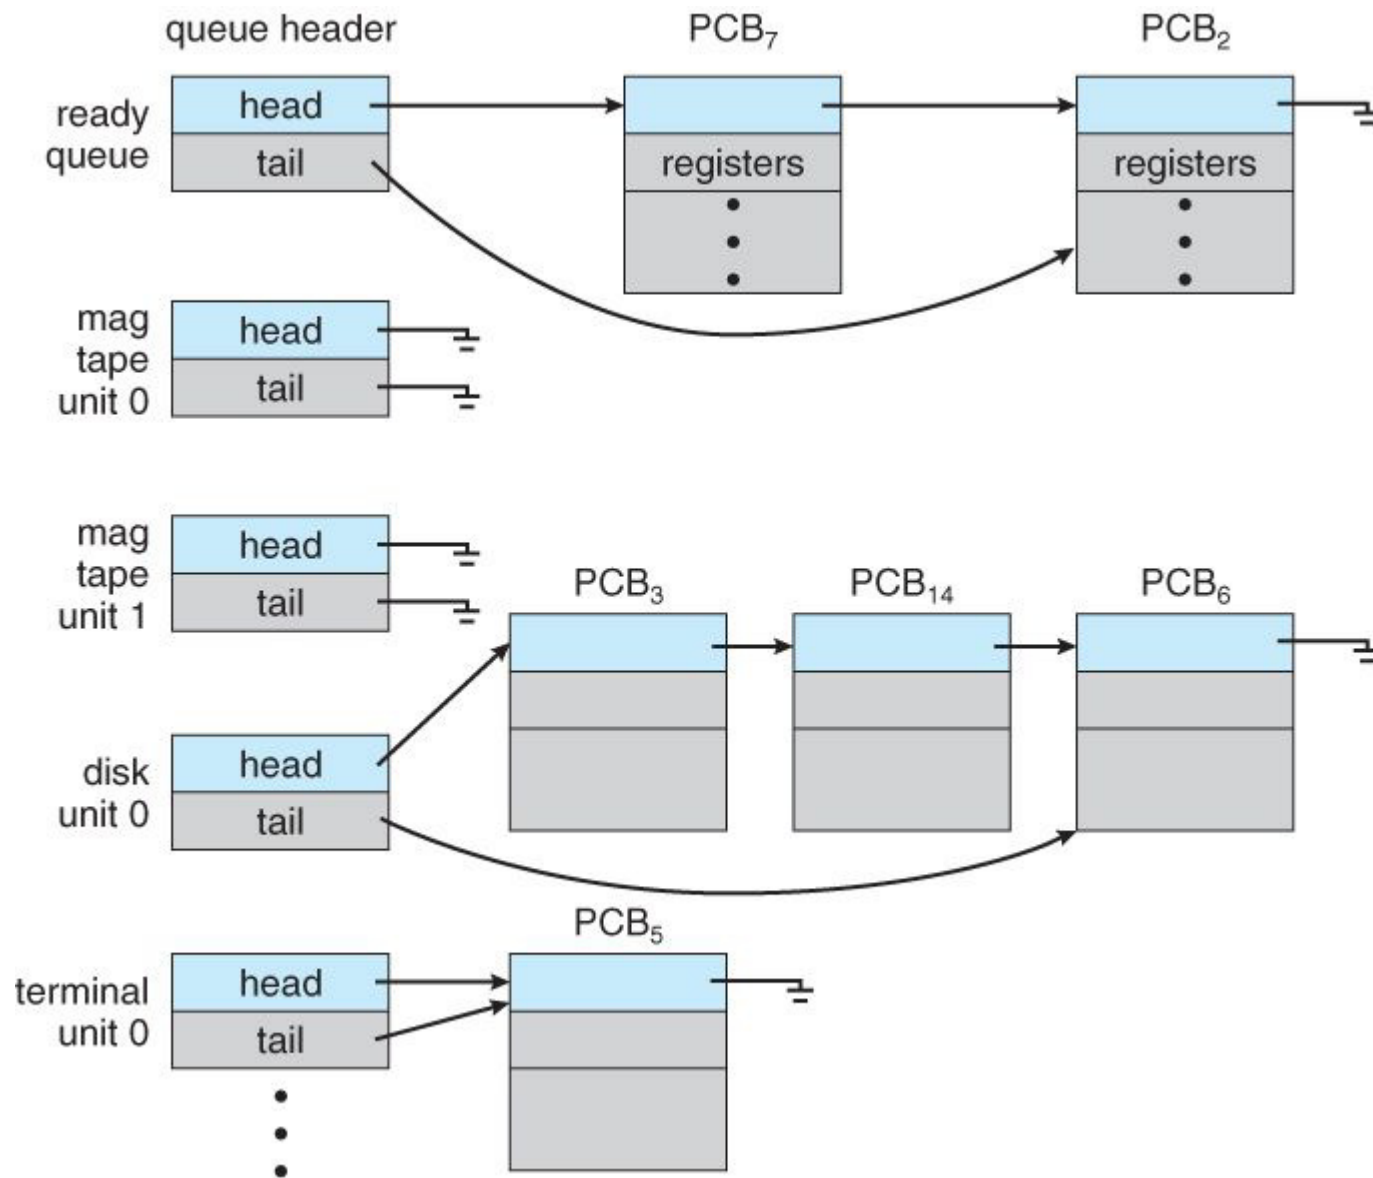 queue header
PCB₇
PCB₂
ready
queue
head
tail
registers
registers
mag
tape
unit 0
head
tail
mag
tape
unit 1
head
tail
PCB₃
PCB₁₄
PCB₆
disk
unit 0
head
tail
PCB₅
terminal
unit 0
head
tail